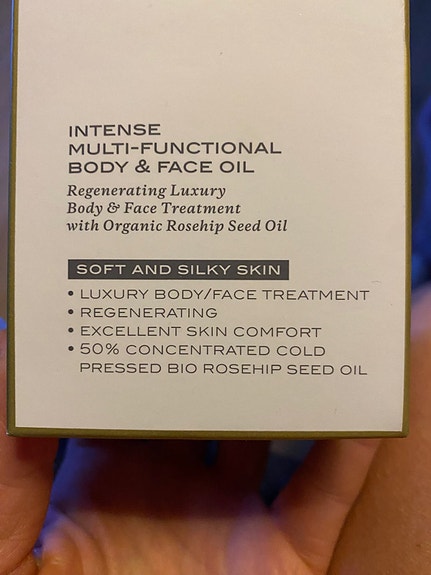 INTENSE
MULTI-FUNCTIONAL
BODY & FACE OIL
Regenerating Luxury
Body & Face Treatment
with Organic Rosehip Seed Oil
SOFT AND SILKY SKIN
• LUXURY BODY/FACE TREATMENT
• REGENERATING
• EXCELLENT SKIN COMFORT
• 50% CONCENTRATED COLD
PRESSED BIO ROSEHIP SEED OIL